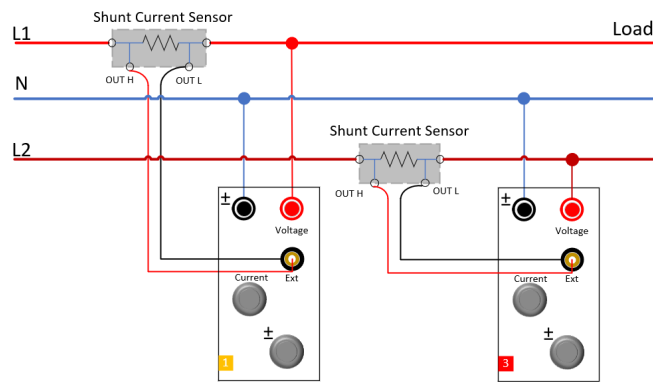 Shunt Current Sensor
L1
Load
OUT H
OUT L
N
Shunt Current Sensor
L2
OUT H
OUT L
±
Voltage
Current
Ext
±
1
±
Voltage
Current
Ext
±
3